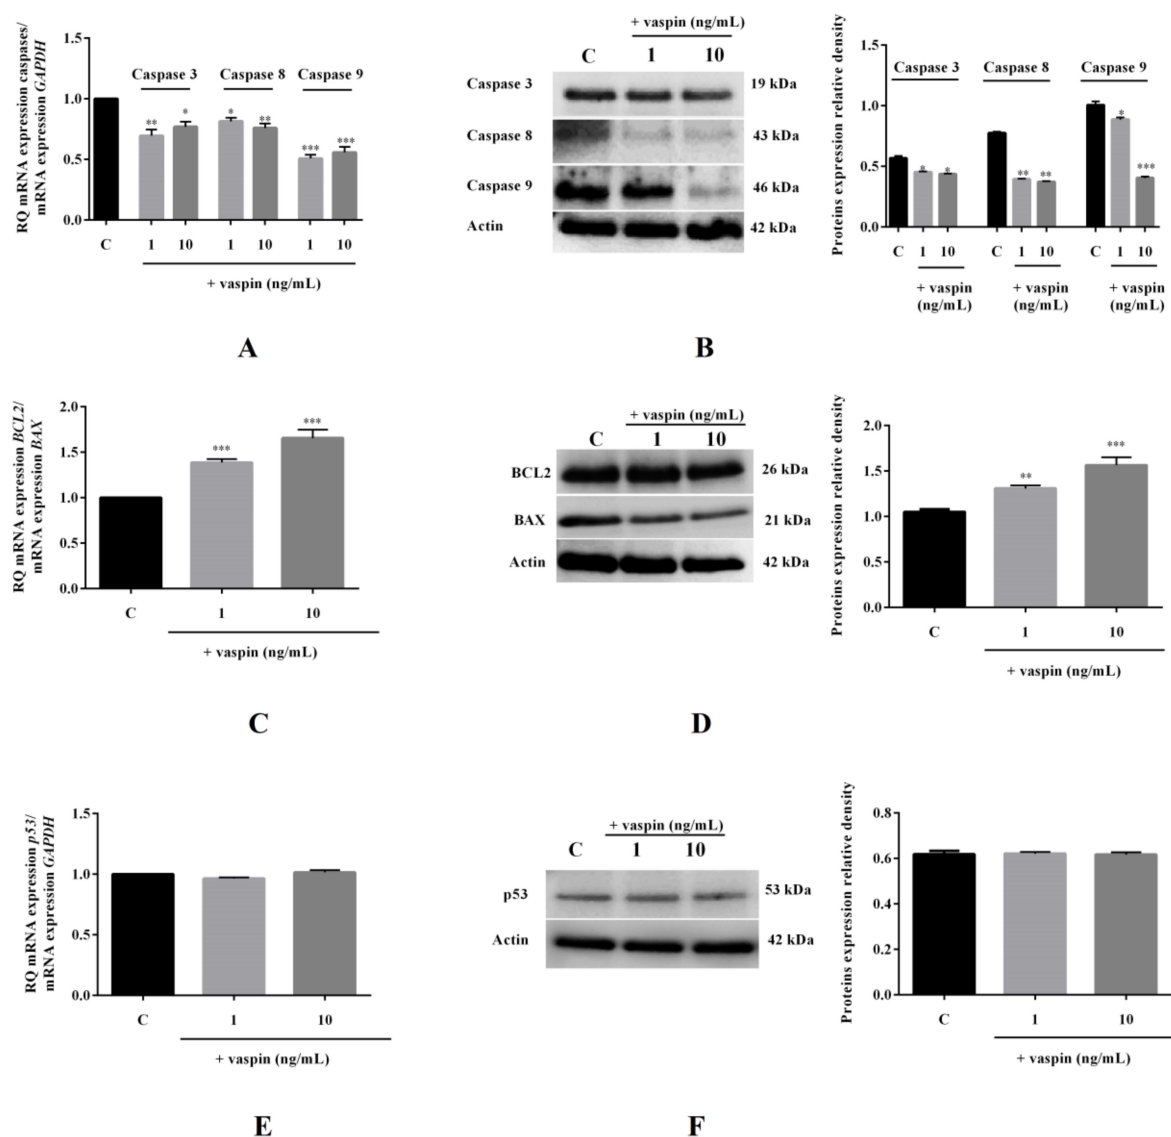 RQ mRNA expression caspases/
mRNA expression GAPDH
1.5
1.0
0.5
0.0
Caspase 3
Caspase 8
Caspase 9
**
*
*
**
***
***
C
1
10
1
10
1
10
+ vaspin (ng/mL)
A
+ vaspin (ng/mL)
C
1
10
Caspase 3
19 kDa
Caspase 8
43 kDa
Caspase 9
46 kDa
Actin
42 kDa
B
Proteins expression relative density
1.5
1.0
0.5
0.0
Caspase 3
Caspase 8
Caspase 9
*
*
**
**
*
***
C
1
10
C
1
10
C
1
10
+ vaspin
(ng/mL)
+ vaspin
(ng/mL)
+ vaspin
(ng/mL)
RQ mRNA expression BCL2/
mRNA expression BAX
2.0
1.5
1.0
0.5
0.0
***
***
C
1
10
+ vaspin (ng/mL)
C
+ vaspin (ng/mL)
C
1
10
BCL2
26 kDa
BAX
21 kDa
Actin
42 kDa
D
Proteins expression relative density
2.0
1.5
1.0
0.5
0.0
**
***
C
1
10
+ vaspin (ng/mL)
RQ mRNA expression p53/
mRNA expression GAPDH
1.5
1.0
0.5
0.0
C
1
10
+ vaspin (ng/mL)
E
+ vaspin (ng/mL)
C
1
10
p53
53 kDa
Actin
42 kDa
F
Proteins expression relative density
0.8
0.6
0.4
0.2
0.0
C
1
10
+ vaspin (ng/mL)